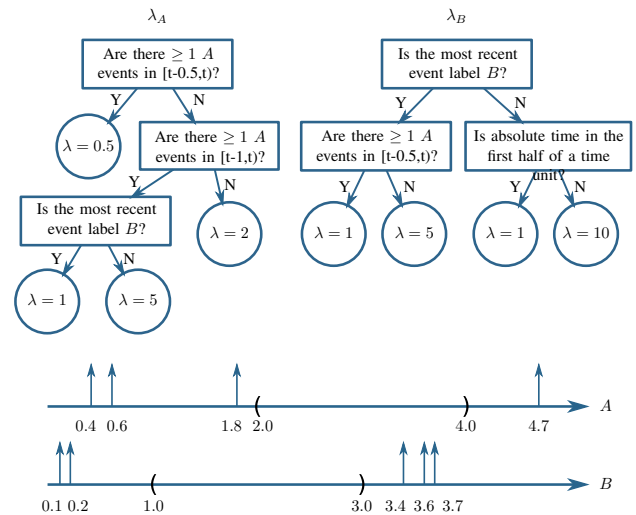 λ_A
λ_B
Are there ≥ 1 A
events in [t-0.5,t)?
Is the most recent
event label B?
Y
N
Y
N
λ = 0.5
Are there ≥ 1 A
events in [t-1,t)?
Are there ≥ 1 A
events in [t-0.5,t)?
Is absolute time in the
first half of a time
unit?
Y
N
Y
N
Y
N
Is the most recent
event label B?
λ = 2
λ = 1
λ = 5
λ = 1
λ = 10
Y
N
λ = 1
λ = 5
( ( A
0.4 0.6 1.8 2.0 4.0 4.7
( ) B
0.1 0.2 1.0 3.0 3.4 3.6 3.7